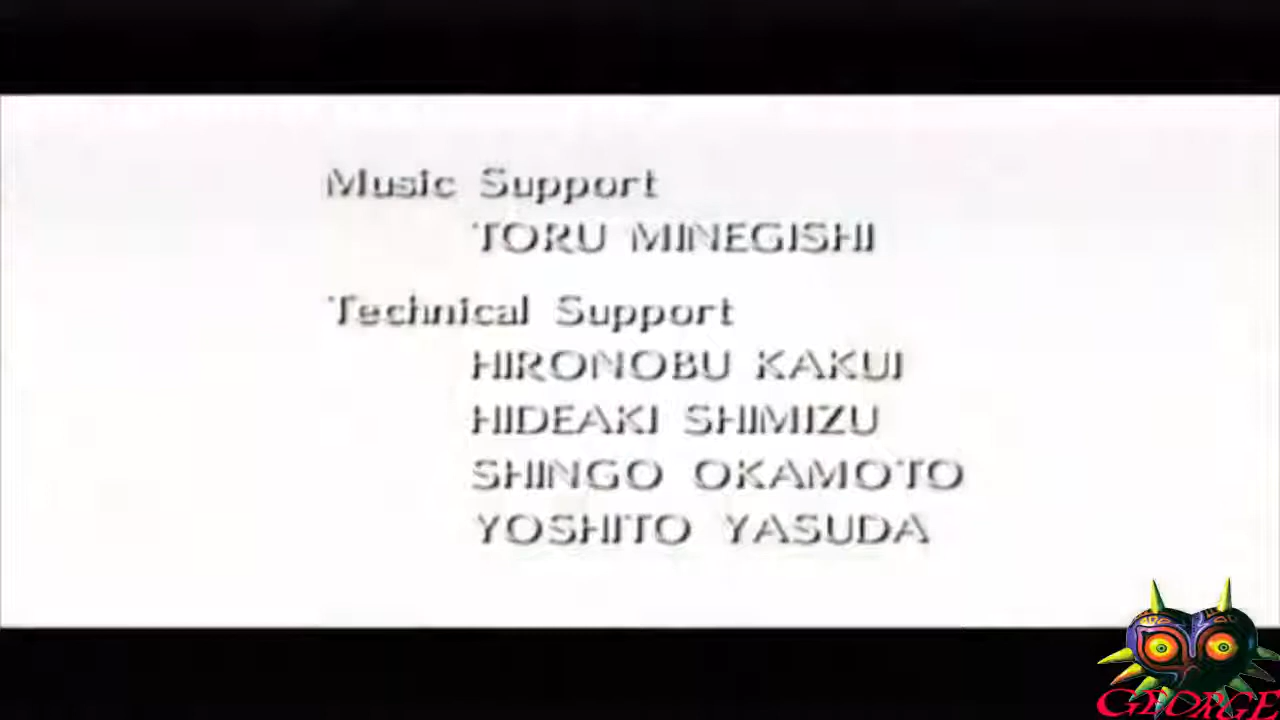 Music Support
TORU MINEGISHI
Technical Support
HIRONOBU KAKUI
HIDEAKI SHIMIZU
SHINGO OKAMOTO
YOSHITO YASUDA
GEORGE